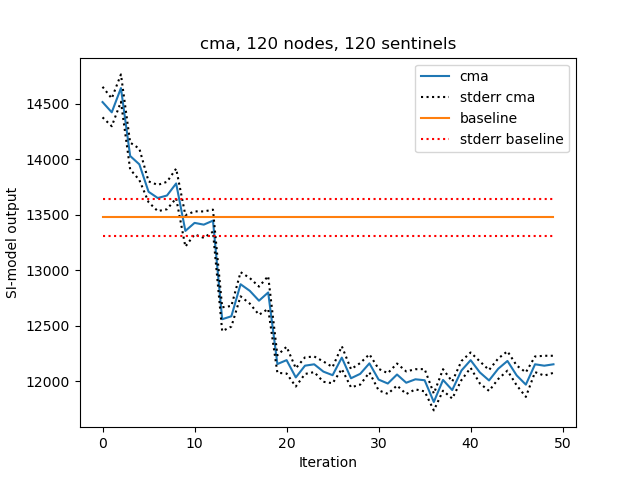 cma, 120 nodes, 120 sentinels
cma
stderr cma
baseline
stderr baseline
SI-model output
14500
14000
13500
13000
12500
12000
0 10 20 30 40 50
Iteration